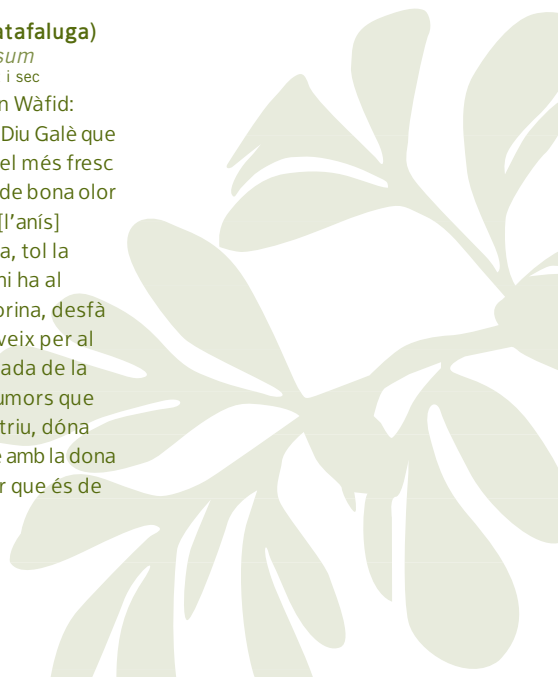 atafaluga)
sum
i sec
n Wàfid:
Diu Galè que
el més fresc
de bona olor
[l’anís]
a, tol la
hi ha al
orina, desfà
veix per al
ada de la
umors que
triu, dóna
e amb la dona
r que és de